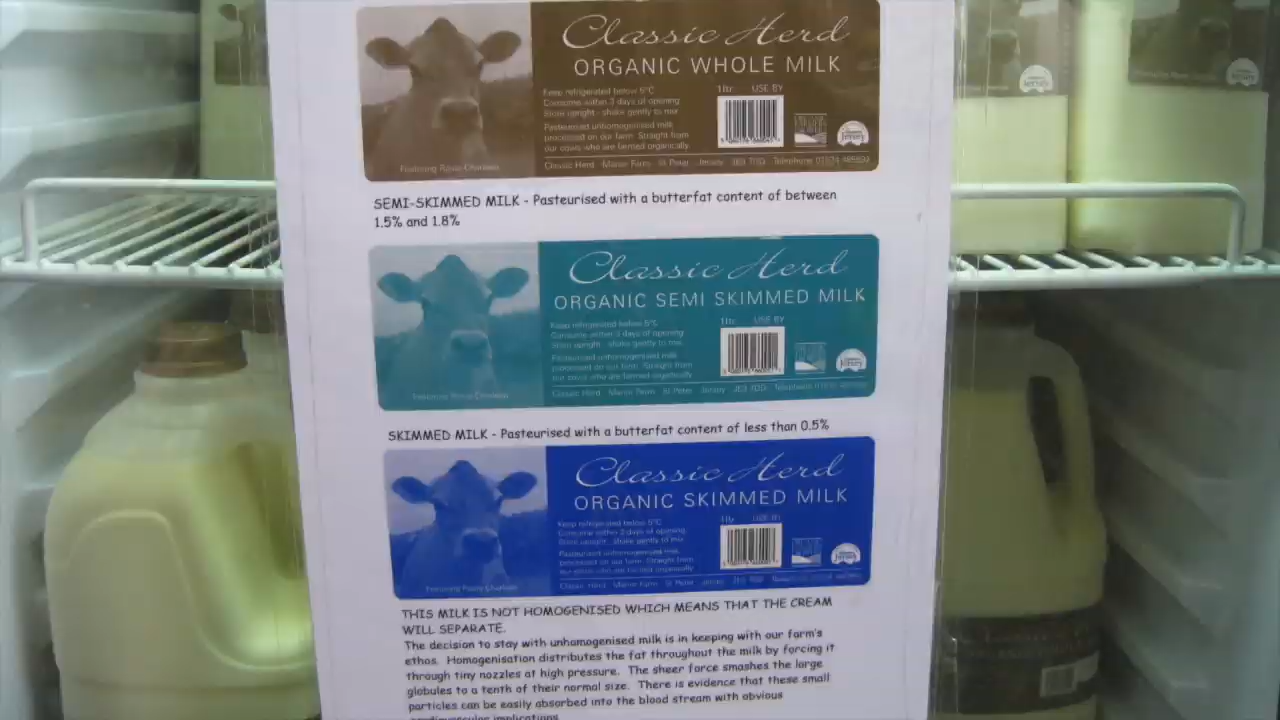 Classic Herd
ORGANIC WHOLE MILK
1ltr USE BY
Keep refrigerated below 5°C
Consume within 3 days of opening
Store upright - shake gently to mix
Pasteurised unhomogenised milk
processed on our farm. Straight from
our cows who are farmed organically
Classic Herd Manor Farm St Peter Jersey JE3 7DD Telephone 01534
SEMI-SKIMMED MILK - Pasteurised with a butterfat content of between
1.5% and 1.8%
Classic Herd
ORGANIC SEMI SKIMMED MILK
1ltr USE BY
Keep refrigerated below 5°C
Consume within 3 days of opening
Store upright - shake gently to mix
Pasteurised unhomogenised milk
processed on our farm. Straight from
our cows who are farmed organically
Classic Herd Manor Farm St Peter Jersey JE3 7DD Telephone
SKIMMED MILK - Pasteurised with a butterfat content of less than 0.5%
Classic Herd
ORGANIC SKIMMED MILK
1ltr USE BY
Keep refrigerated below 5°C
Consume within 3 days of opening
Store upright - shake gently to mix
Pasteurised unhomogenised milk
processed on our farm. Straight from
our cows who are farmed organically
Classic Herd Manor Farm St Peter Jersey
THIS MILK IS NOT HOMOGENISED WHICH MEANS THAT THE CREAM
WILL SEPARATE.
The decision to stay with unhomogenised milk is in keeping with our farm's
ethos. Homogenisation distributes the fat throughout the milk by forcing it
through tiny nozzles at high pressure. The sheer force smashes the large
globules to a tenth of their normal size. There is evidence that these small
particles can be easily absorbed into the blood stream with obvious
cardiovascular implications